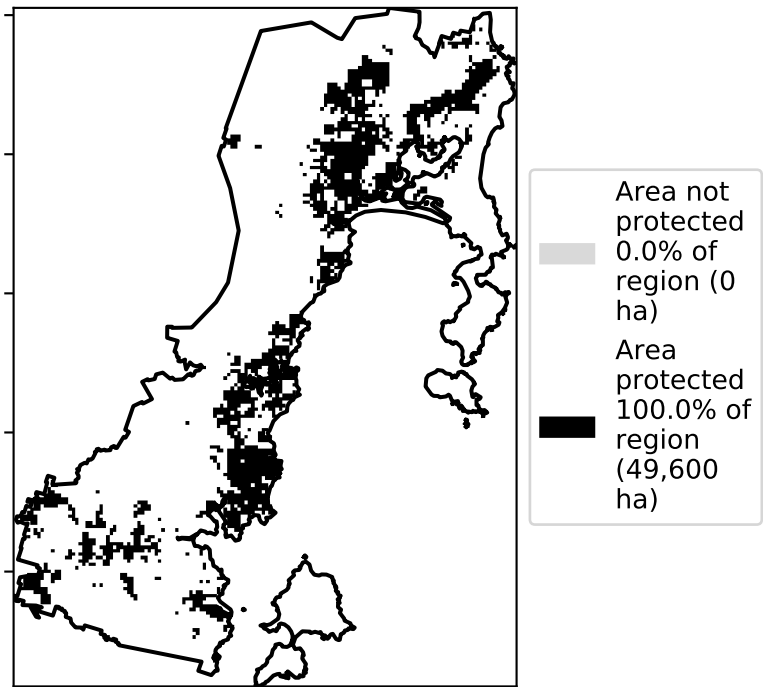 Area not
protected
0.0% of
region (0
ha)
Area
protected
100.0% of
region
(49,600
ha)